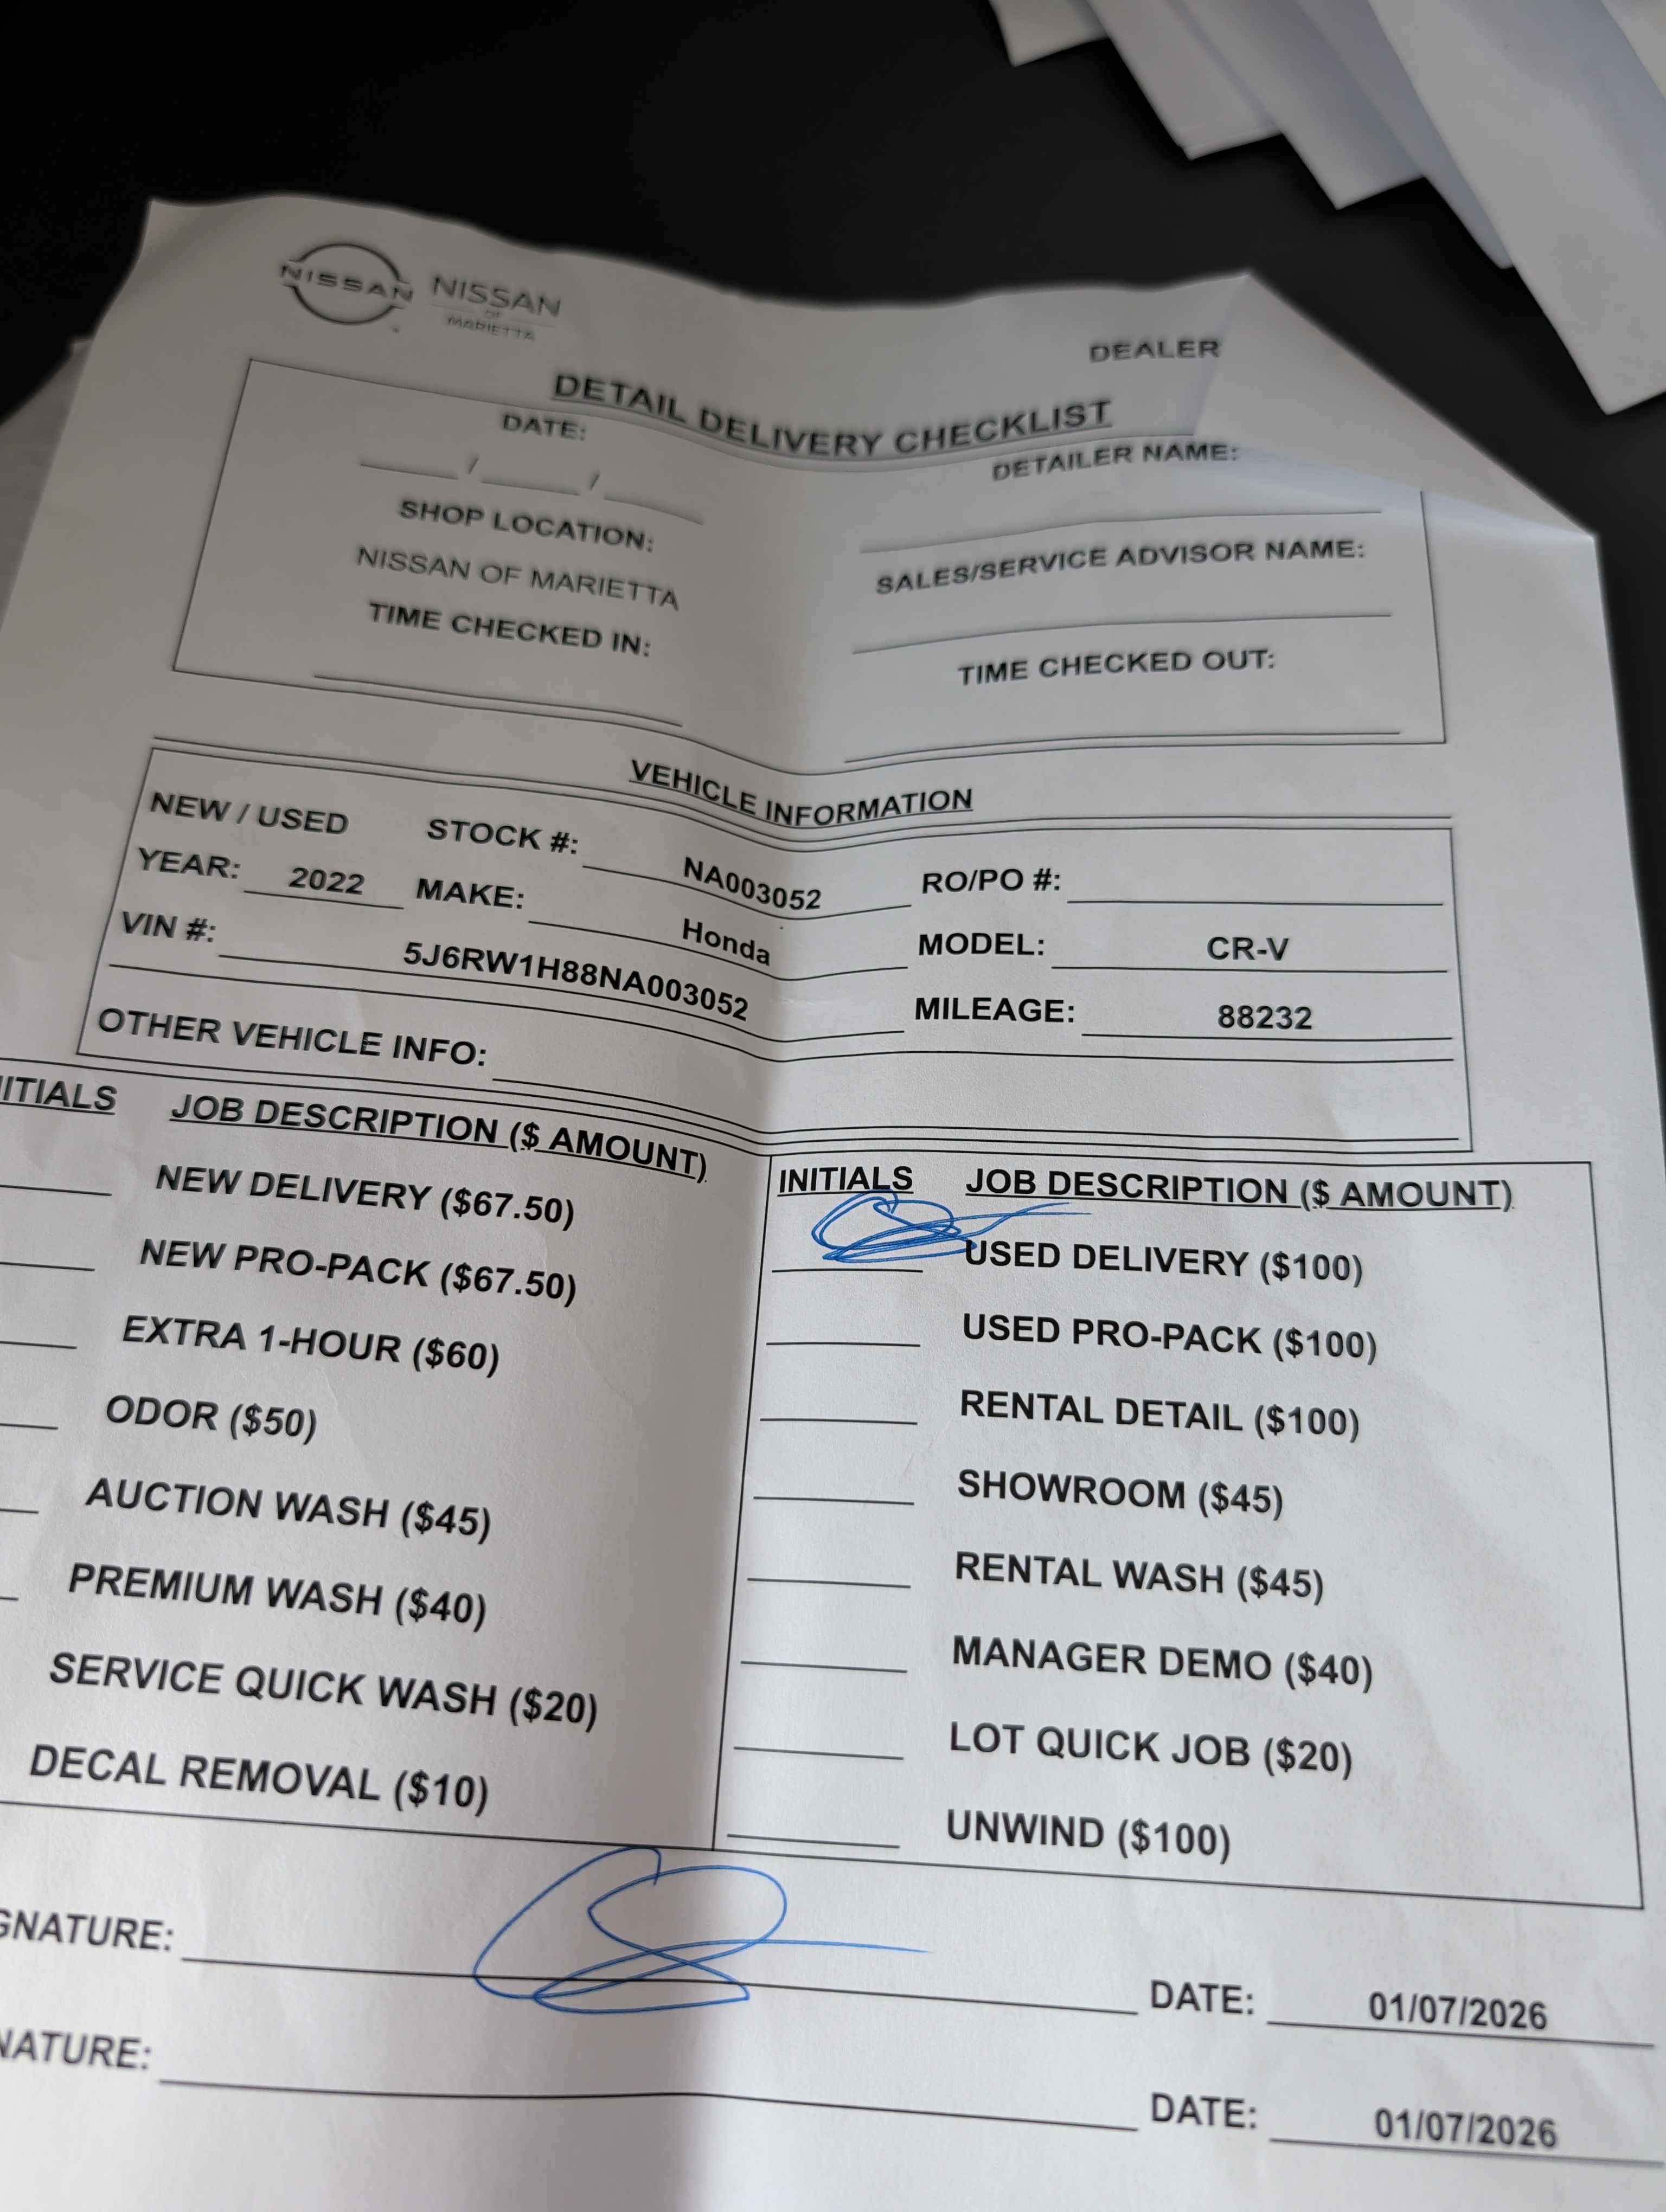 NISSAN
NISSAN
OF
MARIETTA
DEALER
DETAIL DELIVERY CHECKLIST
DATE:
/ /
DETAILER NAME:
SHOP LOCATION:
NISSAN OF MARIETTA
SALES/SERVICE ADVISOR NAME:
TIME CHECKED IN:
TIME CHECKED OUT:
VEHICLE INFORMATION
NEW / USED STOCK #: NA003052 RO/PO #:
YEAR: 2022 MAKE: Honda MODEL: CR-V
VIN #: 5J6RW1H88NA003052 MILEAGE: 88232
OTHER VEHICLE INFO:
ITIALS JOB DESCRIPTION ($ AMOUNT)
NEW DELIVERY ($67.50)
NEW PRO-PACK ($67.50)
EXTRA 1-HOUR ($60)
ODOR ($50)
AUCTION WASH ($45)
PREMIUM WASH ($40)
SERVICE QUICK WASH ($20)
DECAL REMOVAL ($10)
INITIALS JOB DESCRIPTION ($ AMOUNT)
USED DELIVERY ($100)
USED PRO-PACK ($100)
RENTAL DETAIL ($100)
SHOWROOM ($45)
RENTAL WASH ($45)
MANAGER DEMO ($40)
LOT QUICK JOB ($20)
UNWIND ($100)
GNATURE: DATE: 01/07/2026
NATURE: DATE: 01/07/2026